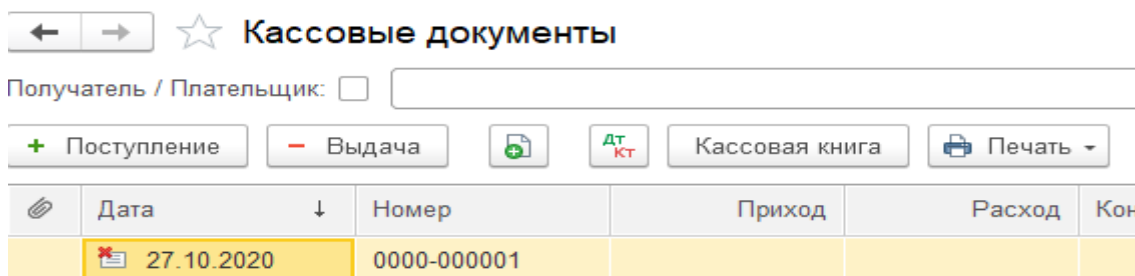 Кассовые документы
Получатель / Плательщик:
+ Поступление − Выдача Дт Кт Кассовая книга Печать
Дата ↓ Номер Приход Расход Кон
27.10.2020 0000-000001